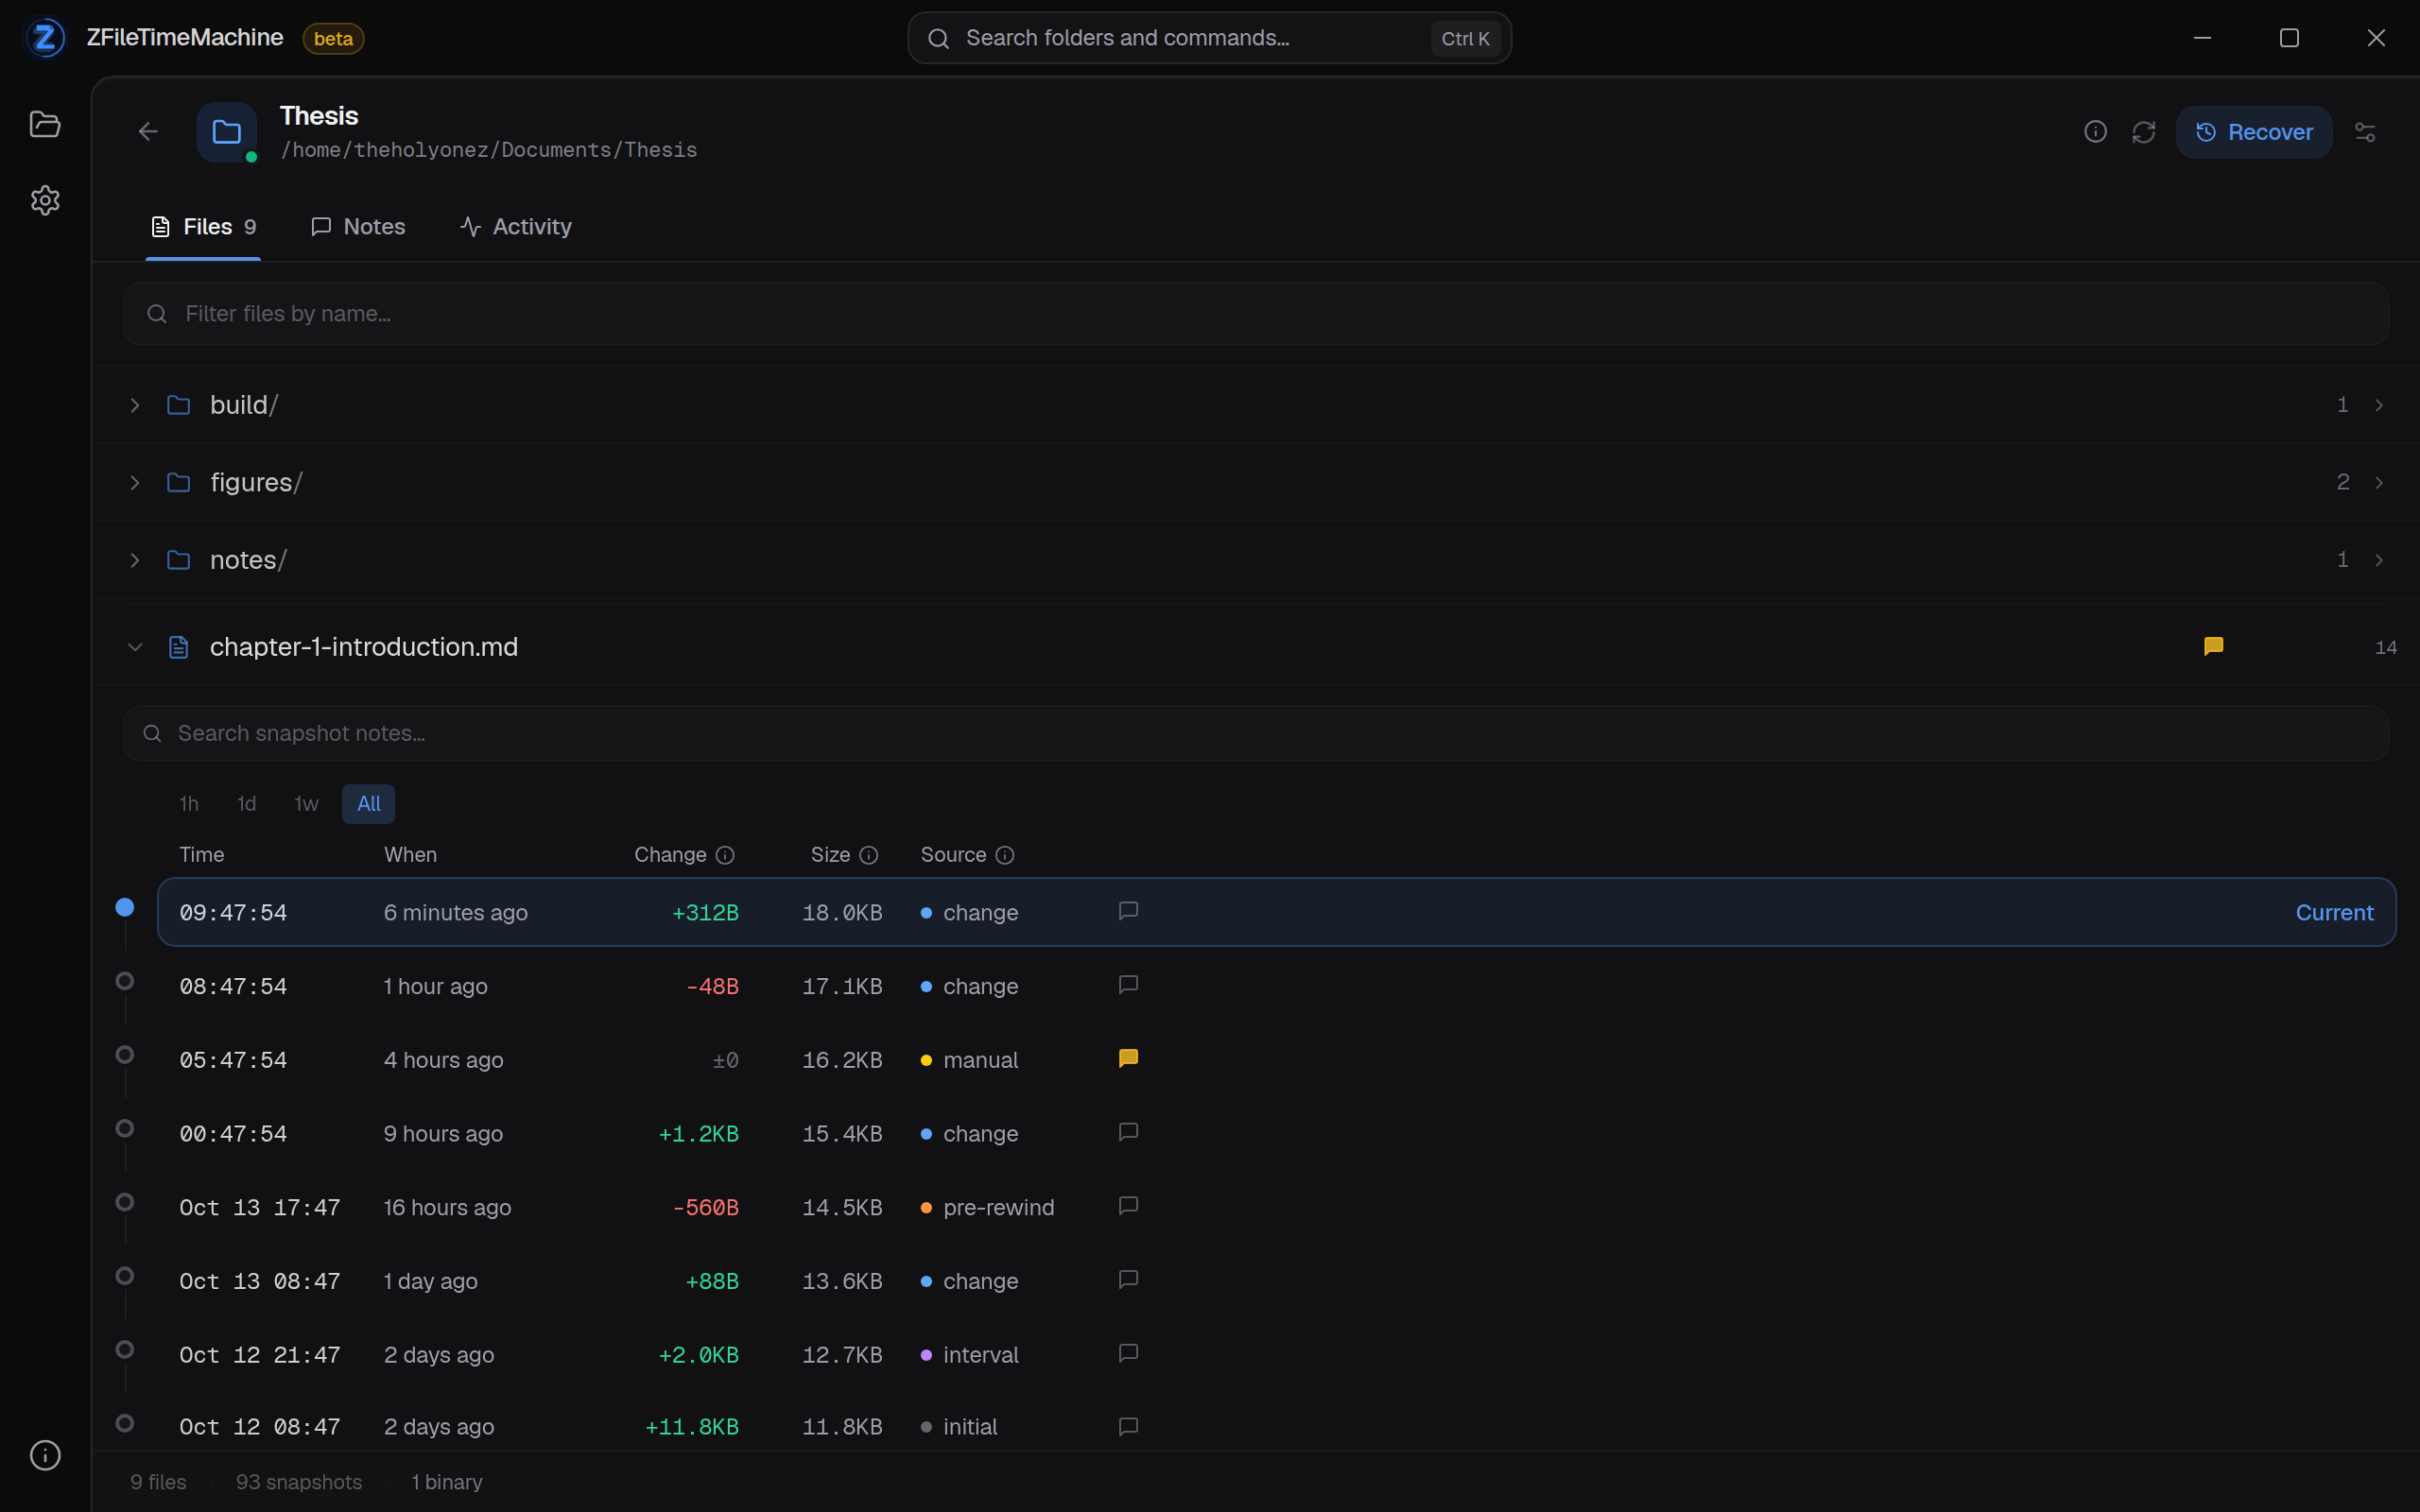 ZFileTimeMachine beta Search folders and commands... Ctrl K
Thesis
/home/theholyonez/Documents/Thesis
Recover
Files 9 Notes Activity
Filter files by name...
build/ 1
figures/ 2
notes/ 1
chapter-1-introduction.md 14
Search snapshot notes...
1h 1d 1w All
Time When Change Size Source
09:47:54 6 minutes ago +312B 18.0KB change Current
08:47:54 1 hour ago -48B 17.1KB change
05:47:54 4 hours ago ±0 16.2KB manual
00:47:54 9 hours ago +1.2KB 15.4KB change
Oct 13 17:47 16 hours ago -560B 14.5KB pre-rewind
Oct 13 08:47 1 day ago +88B 13.6KB change
Oct 12 21:47 2 days ago +2.0KB 12.7KB interval
Oct 12 08:47 2 days ago +11.8KB 11.8KB initial
9 files · 93 snapshots · 1 binary